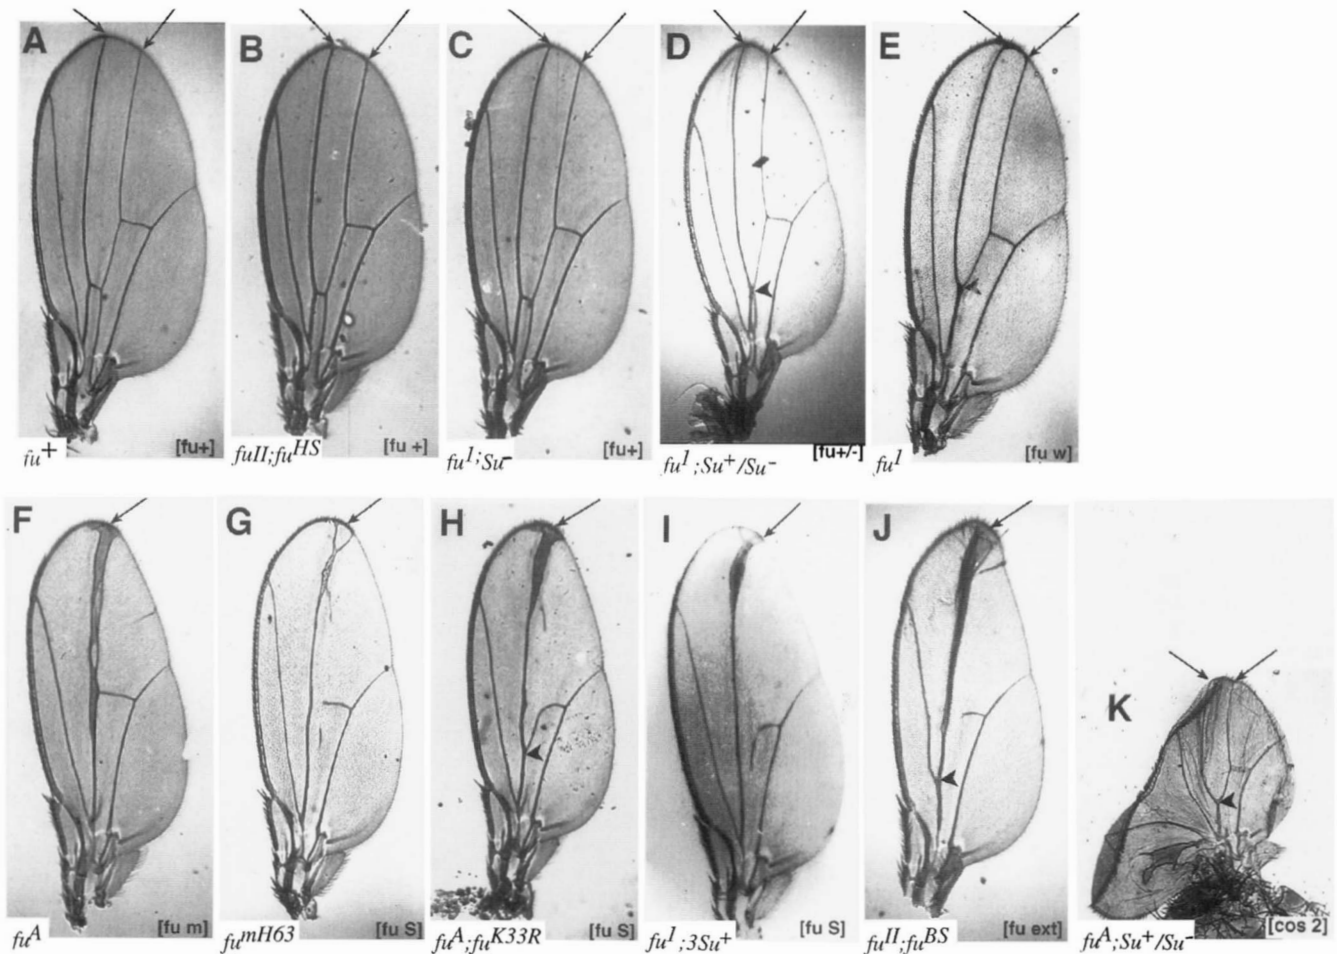 A B C D E
fu+ [fu+] fuII;fuHS [fu +] fu1;Su- [fu+] fu1;Su+/Su- [fu+/-] fu1 [fu w]
F G H I J K
fuA [fu m] fumH63 [fu S] fuA;fuK33R [fu S] fu1;3Su+ [fu S] fuII;fuBS [fu ext] fuA;Su+/Su- [cos 2]